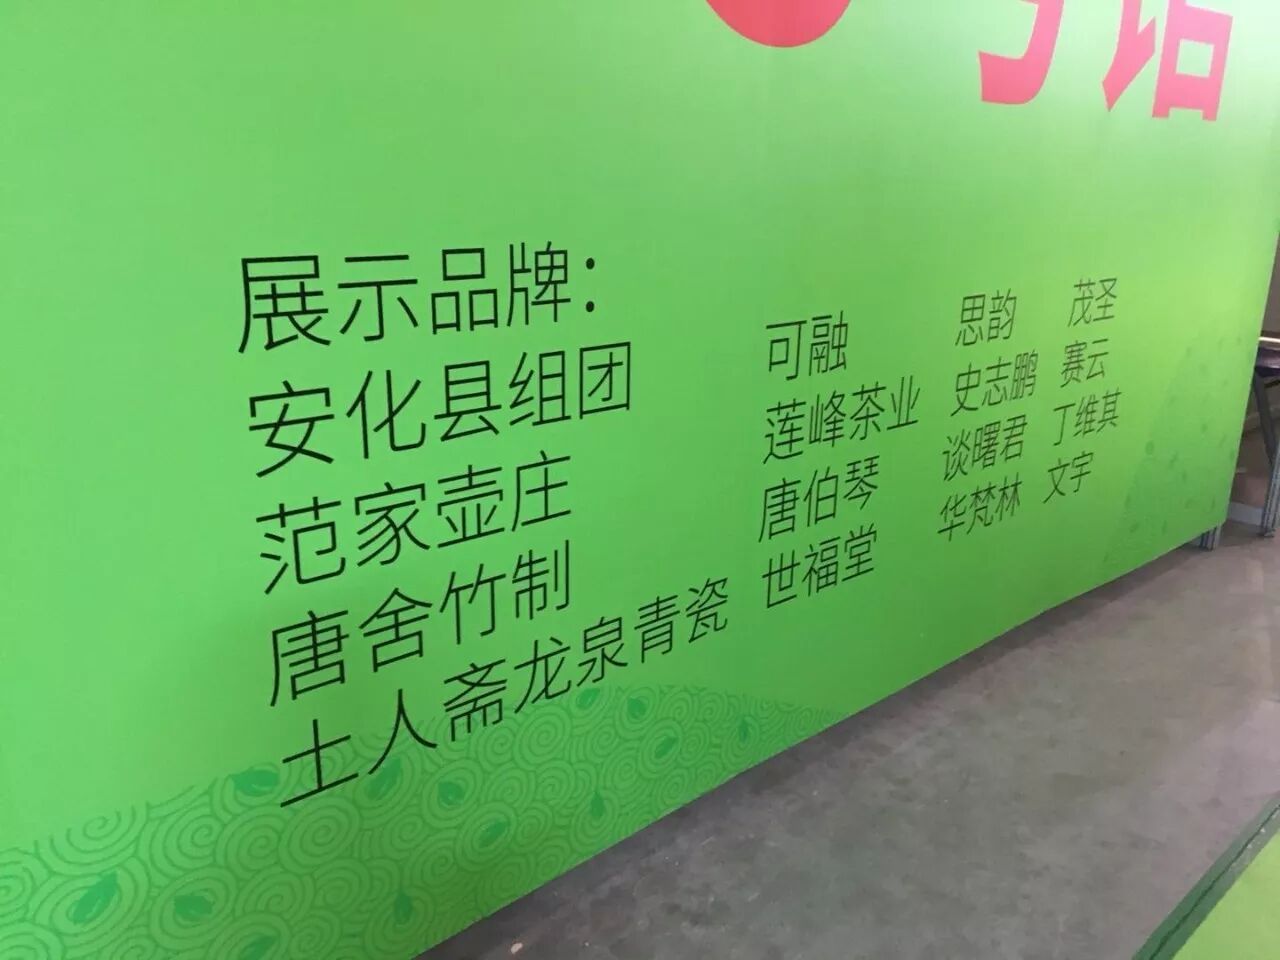 号馆
展示品牌:
安化县组团
范家壶庄
唐舍竹制
士人斋龙泉青瓷
可融
莲峰茶业
唐伯琴
世福堂
思韵
史志鹏
谈曙君
华梵林
茂圣
赛云
丁维其
文宇